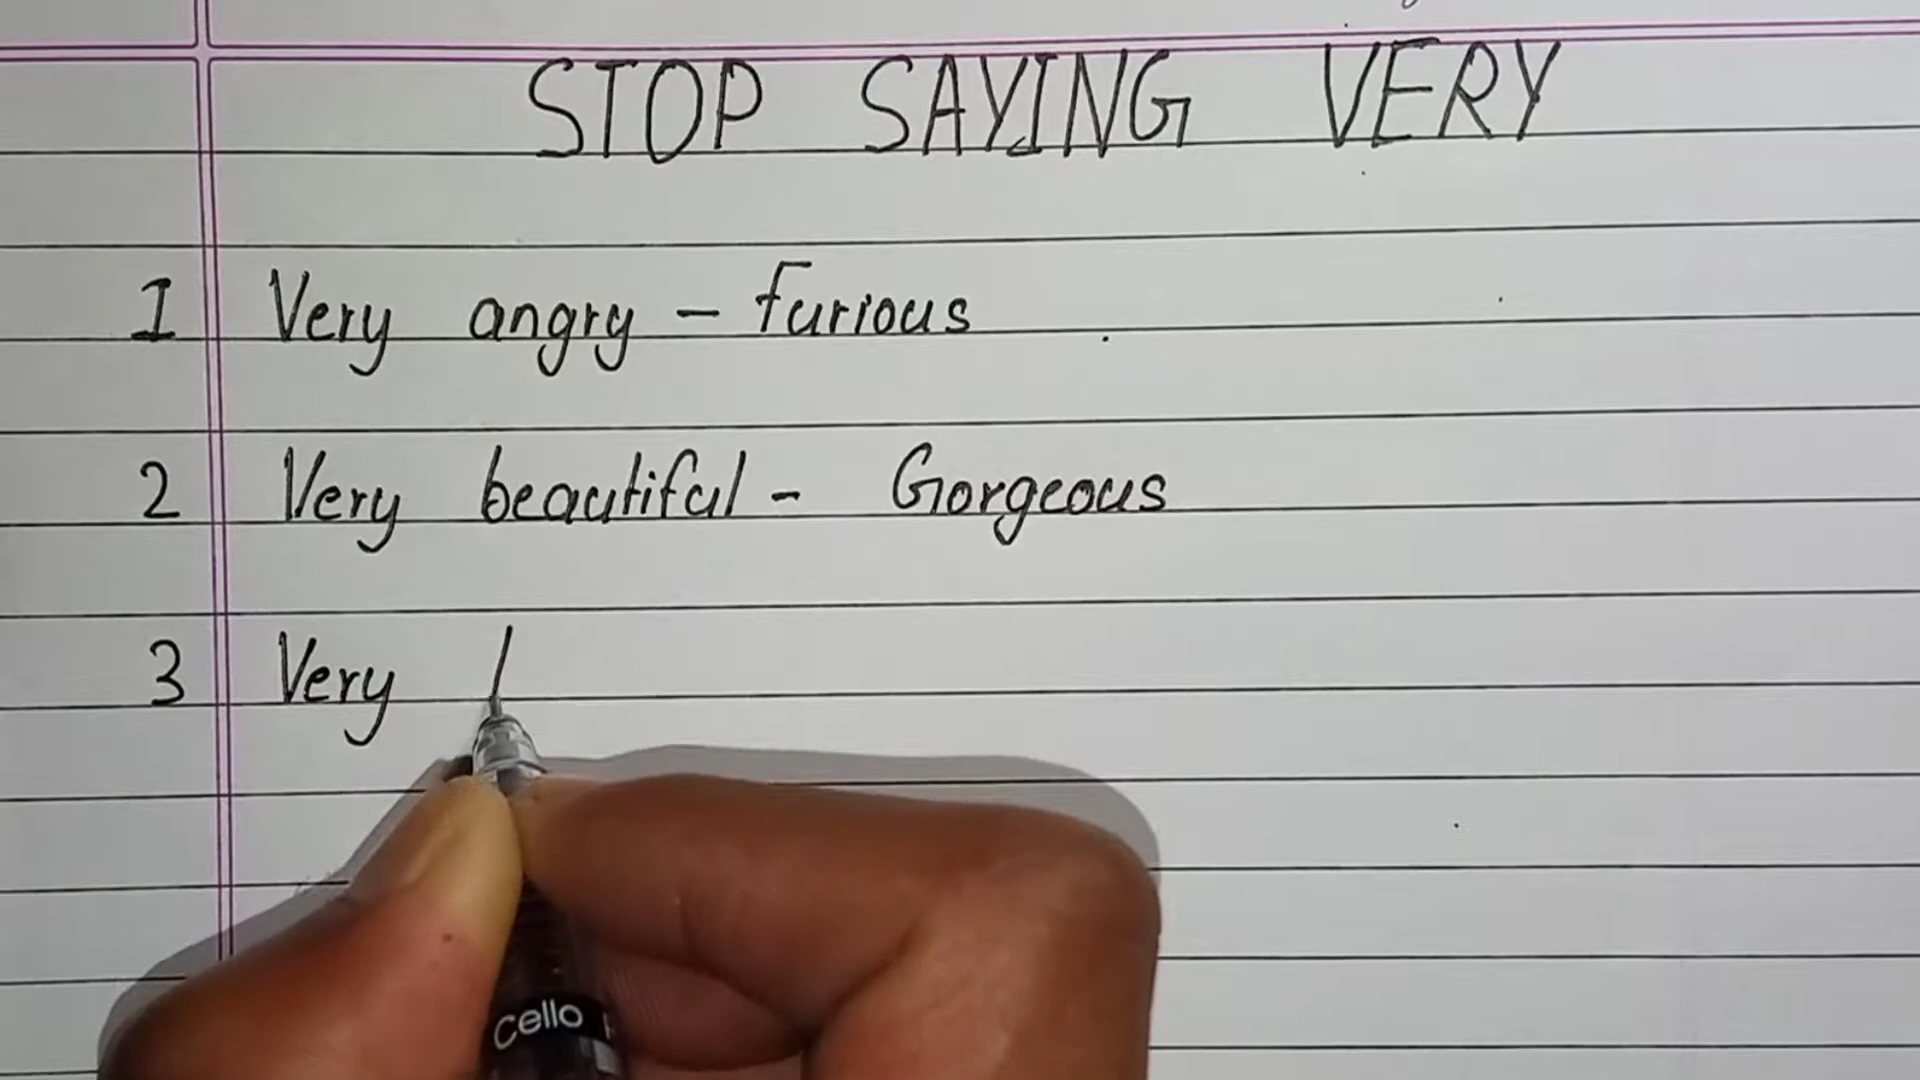 STOP SAYING VERY
1 Very angry - furious
2 Very beautiful - Gorgeous
3 Very
Cello